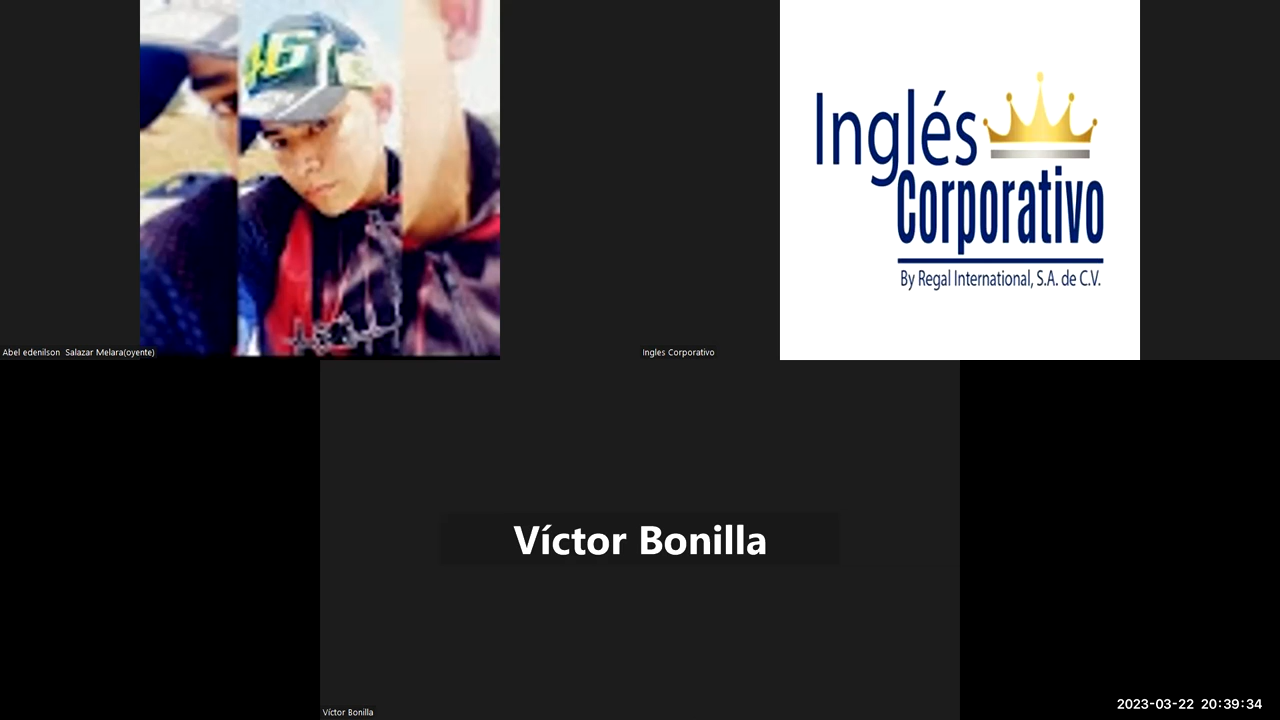 46
Inglés
Corporativo
By Regal International, S.A. de C.V.
Abel edenilson  Salazar Melara(oyente)
Ingles Corporativo
Víctor Bonilla
Víctor Bonilla
2023-03-22  20:39:34